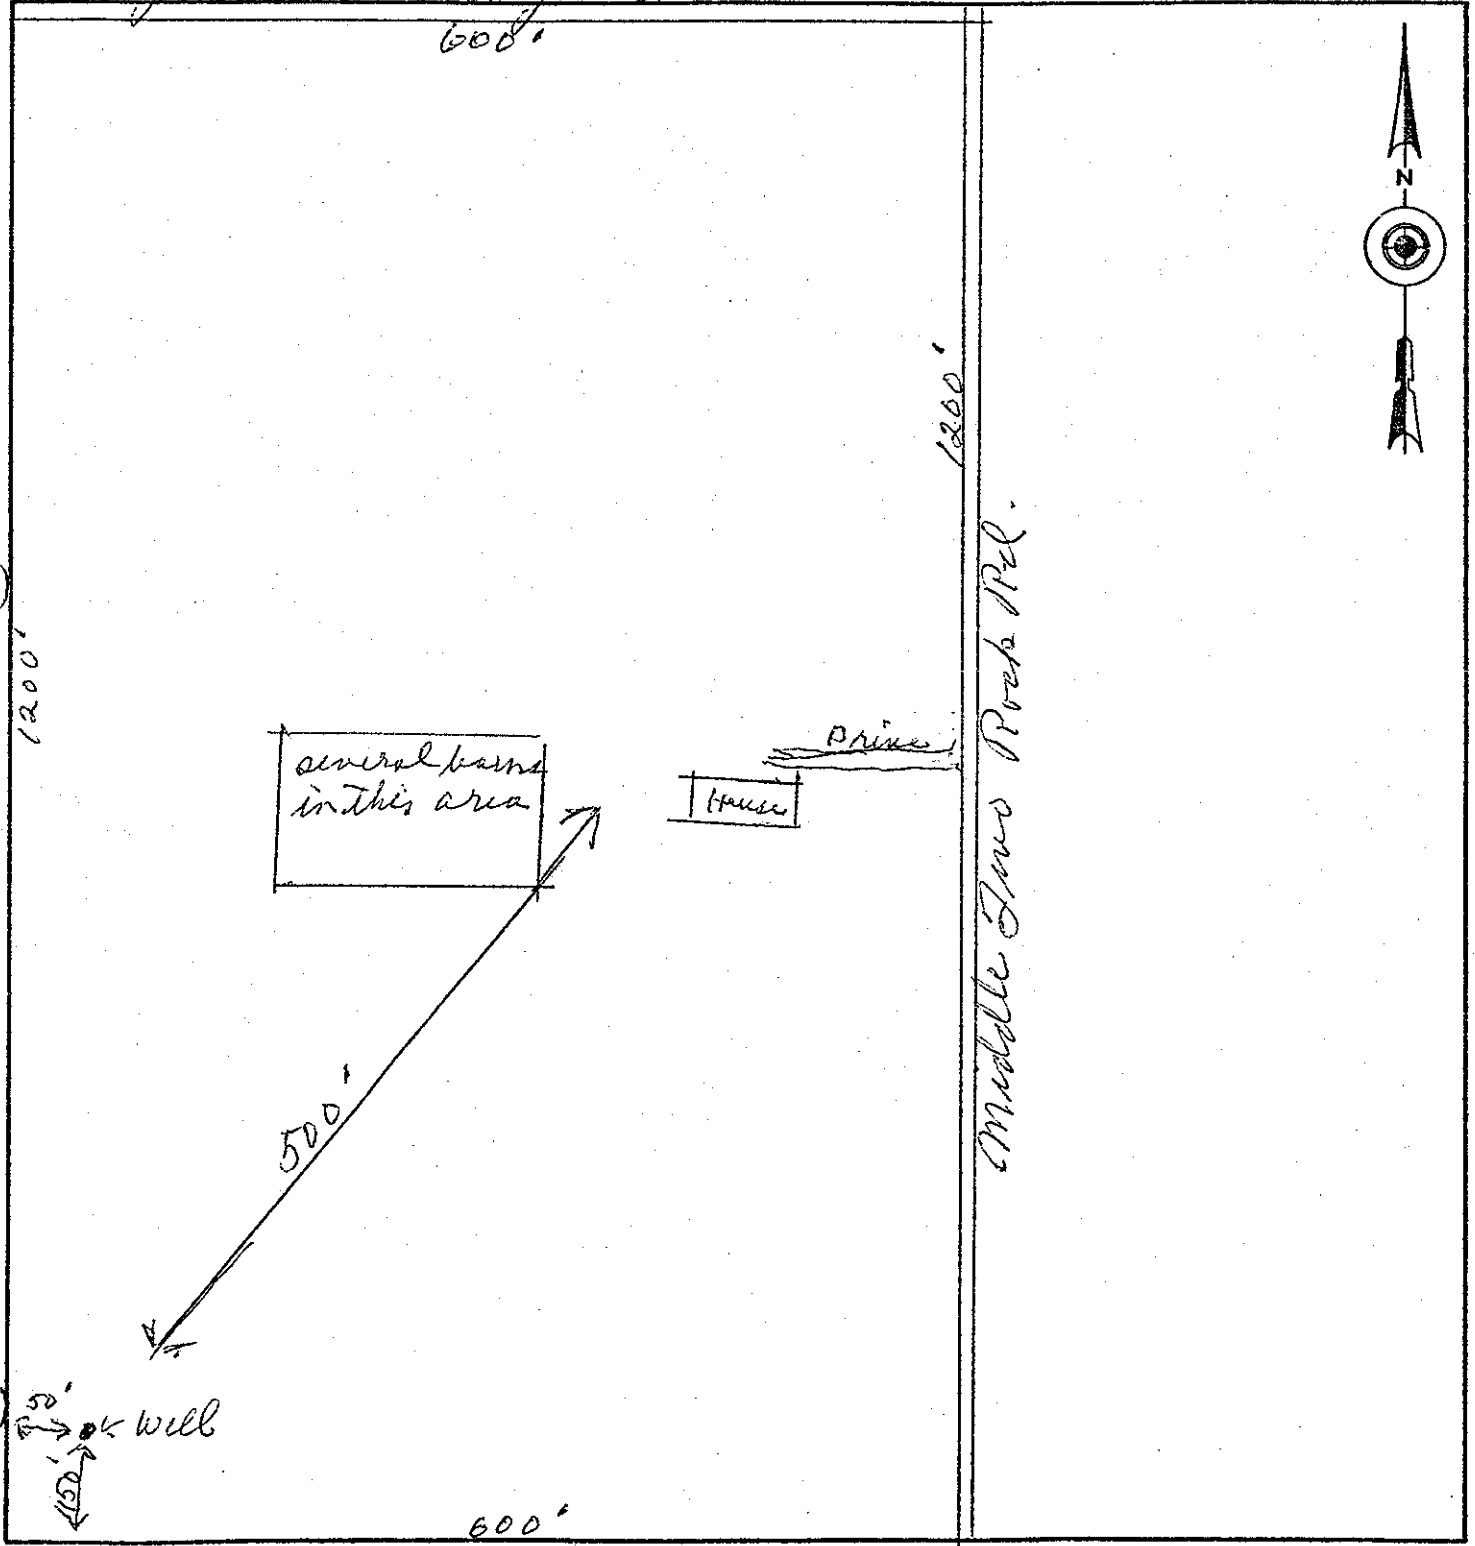 600'
N
1200'
1200'
Middle Two Rock Rd.
Drive
several barns
in this area
House
500'
50'
Well
150'
600'